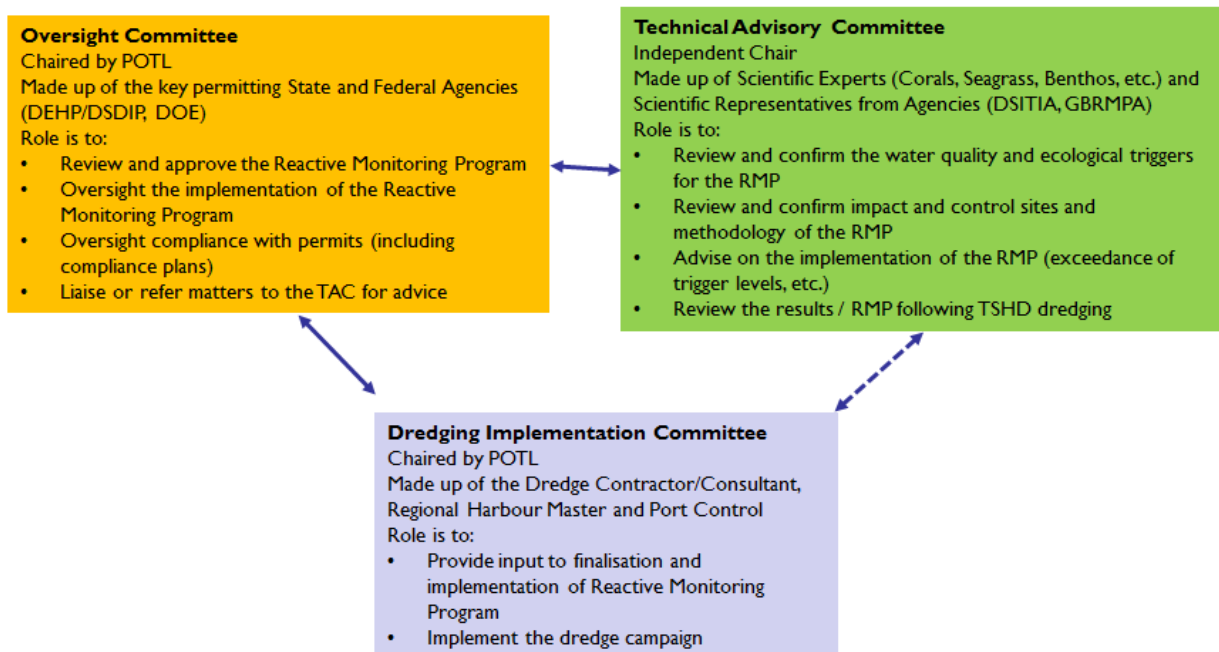 Oversight Committee
Chaired by POTL
Made up of the key permitting State and Federal Agencies
(DEHP/DSDIP, DOE)
Role is to:
• Review and approve the Reactive Monitoring Program
• Oversight the implementation of the Reactive
Monitoring Program
• Oversight compliance with permits (including
compliance plans)
• Liaise or refer matters to the TAC for advice
Technical Advisory Committee
Independent Chair
Made up of Scientific Experts (Corals, Seagrass, Benthos, etc.) and
Scientific Representatives from Agencies (DSITIA, GBRMPA)
Role is to:
• Review and confirm the water quality and ecological triggers
for the RMP
• Review and confirm impact and control sites and
methodology of the RMP
• Advise on the implementation of the RMP (exceedance of
trigger levels, etc.)
• Review the results / RMP following TSHD dredging
Dredging Implementation Committee
Chaired by POTL
Made up of the Dredge Contractor/Consultant,
Regional Harbour Master and Port Control
Role is to:
• Provide input to finalisation and
implementation of Reactive Monitoring
Program
• Implement the dredge campaign